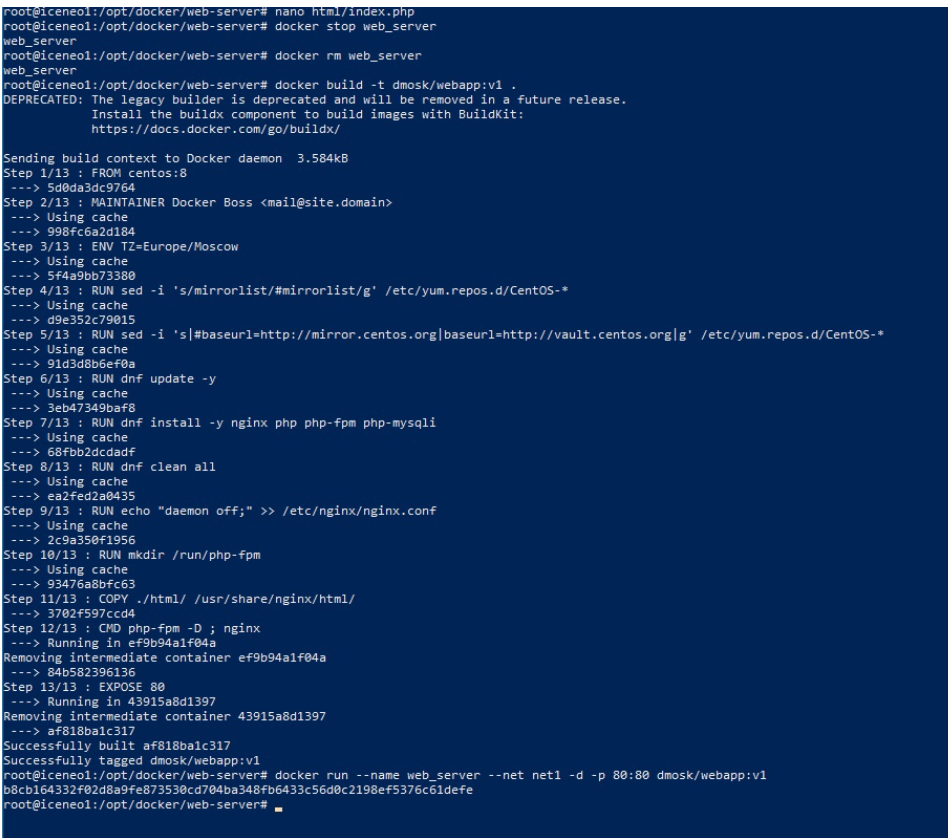 root@iceneo1:/opt/docker/web-server# nano html/index.php
root@iceneo1:/opt/docker/web-server# docker stop web_server
web_server
root@iceneo1:/opt/docker/web-server# docker rm web_server
web_server
root@iceneo1:/opt/docker/web-server# docker build -t dmosk/webapp:v1 .
DEPRECATED: The legacy builder is deprecated and will be removed in a future release.
            Install the buildx component to build images with BuildKit:
            https://docs.docker.com/go/buildx/
Sending build context to Docker daemon  3.584kB
Step 1/13 : FROM centos:8
 ---> 5d0da3dc9764
Step 2/13 : MAINTAINER Docker Boss <mail@site.domain>
 ---> Using cache
 ---> 998fc6a2d184
Step 3/13 : ENV TZ=Europe/Moscow
 ---> Using cache
 ---> 5f4a9bb73380
Step 4/13 : RUN sed -i 's/mirrorlist/#mirrorlist/g' /etc/yum.repos.d/CentOS-*
 ---> Using cache
 ---> d9e352c79015
Step 5/13 : RUN sed -i 's|#baseurl=http://mirror.centos.org|baseurl=http://vault.centos.org|g' /etc/yum.repos.d/CentOS-*
 ---> Using cache
 ---> 91d3d8b6ef0a
Step 6/13 : RUN dnf update -y
 ---> Using cache
 ---> 3eb47349baf8
Step 7/13 : RUN dnf install -y nginx php php-fpm php-mysqli
 ---> Using cache
 ---> 68fbb2dcdadf
Step 8/13 : RUN dnf clean all
 ---> Using cache
 ---> ea2fed2a0435
Step 9/13 : RUN echo "daemon off;" >> /etc/nginx/nginx.conf
 ---> Using cache
 ---> 2c9a350f1956
Step 10/13 : RUN mkdir /run/php-fpm
 ---> Using cache
 ---> 93476a8bfc63
Step 11/13 : COPY ./html/ /usr/share/nginx/html/
 ---> 3702f597ccd4
Step 12/13 : CMD php-fpm -D ; nginx
 ---> Running in ef9b94a1f04a
Removing intermediate container ef9b94a1f04a
 ---> 84b582396136
Step 13/13 : EXPOSE 80
 ---> Running in 43915a8d1397
Removing intermediate container 43915a8d1397
 ---> af818ba1c317
Successfully built af818ba1c317
Successfully tagged dmosk/webapp:v1
root@iceneo1:/opt/docker/web-server# docker run --name web_server --net net1 -d -p 80:80 dmosk/webapp:v1
b8cb164332f02d8a9fe873530cd704ba348fb6433c56d0c2198ef5376c61defe
root@iceneo1:/opt/docker/web-server#